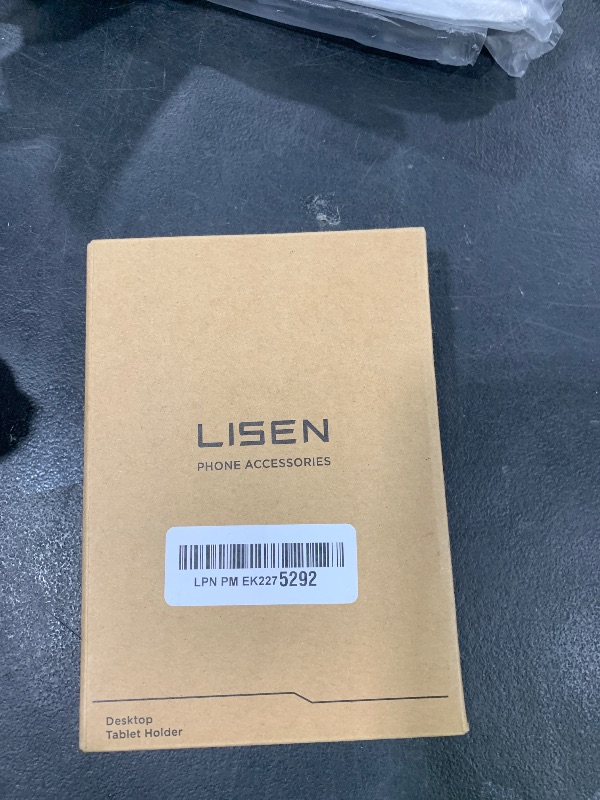 LISEN
PHONE ACCESSORIES
LPN PM EK2275292
Desktop
Tablet Holder